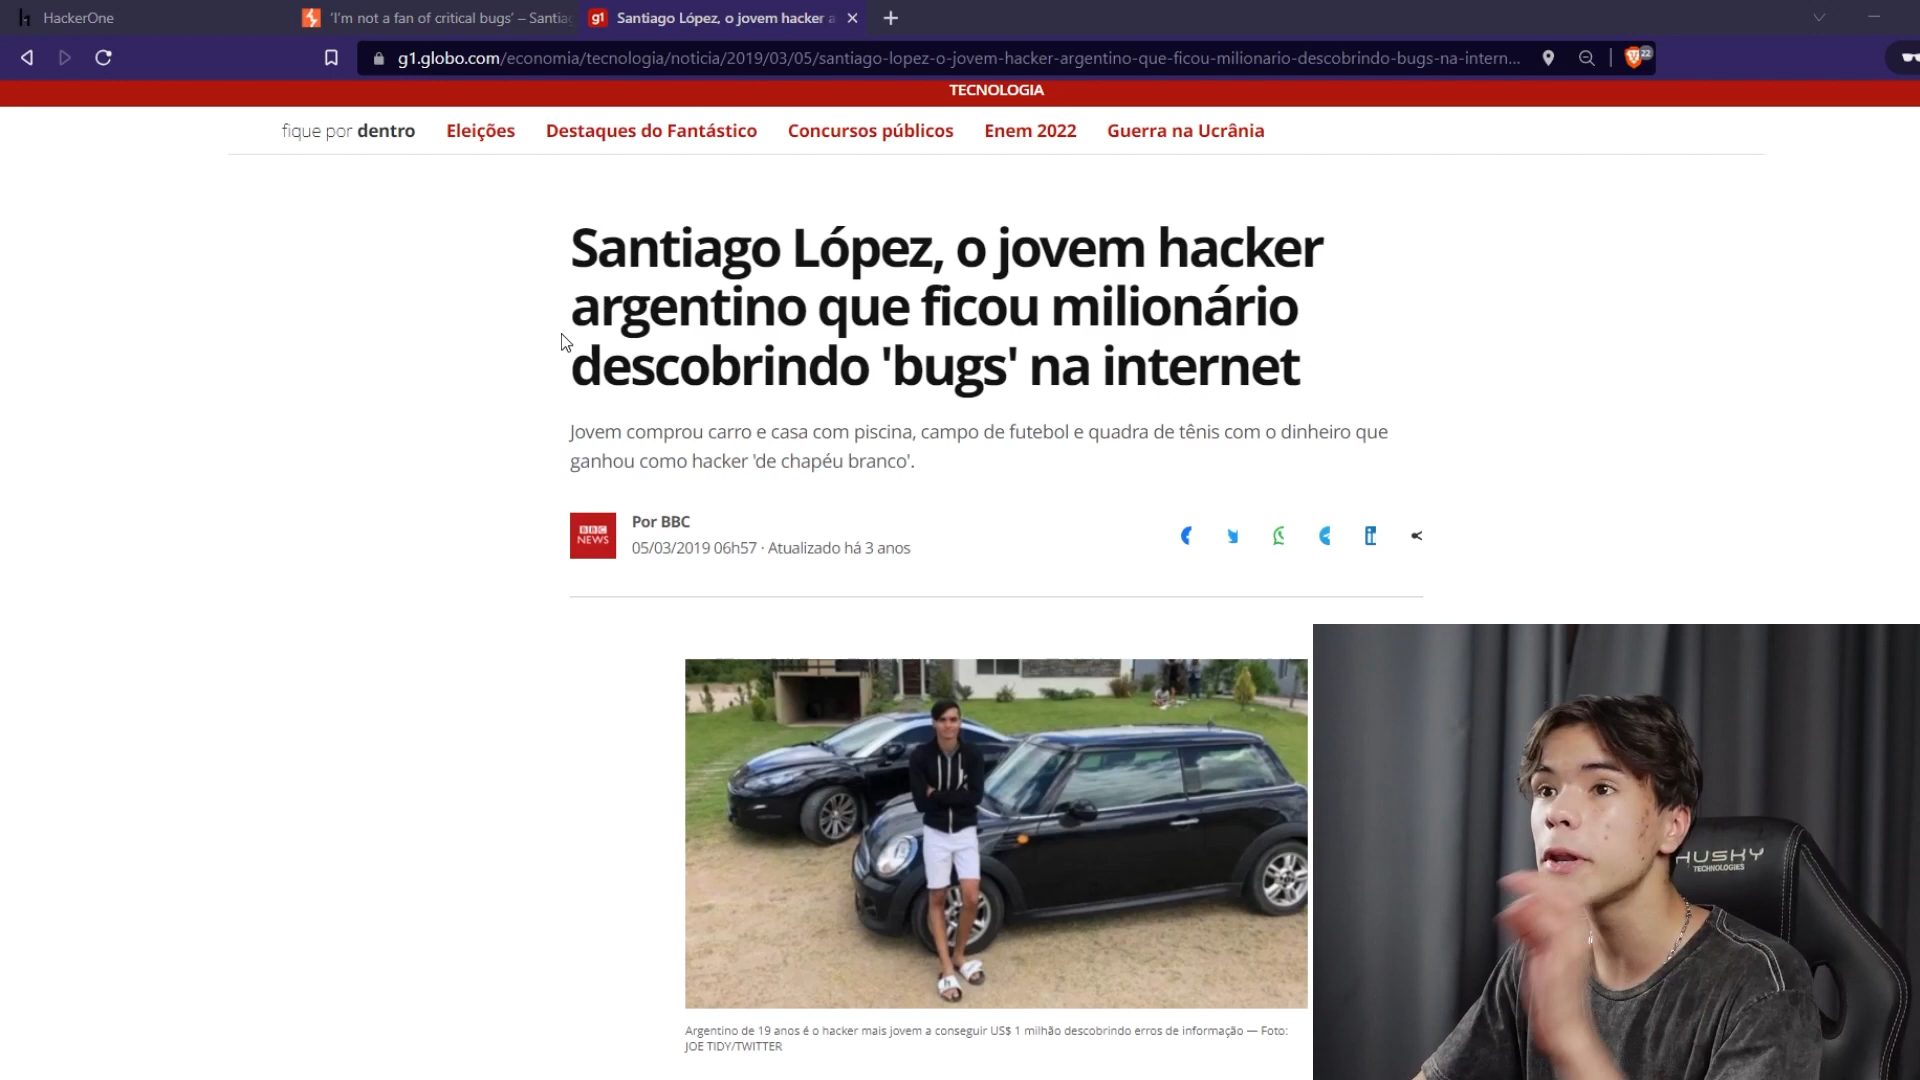 HackerOne
'I'm not a fan of critical bugs' – Santia
g1
Santiago López, o jovem hacker a
g1.globo.com/economia/tecnologia/noticia/2019/03/05/santiago-lopez-o-jovem-hacker-argentino-que-ficou-milionario-descobrindo-bugs-na-intern...
22
TECNOLOGIA
fique por dentro
Eleições
Destaques do Fantástico
Concursos públicos
Enem 2022
Guerra na Ucrânia
Santiago López, o jovem hacker
argentino que ficou milionário
descobrindo 'bugs' na internet
Jovem comprou carro e casa com piscina, campo de futebol e quadra de tênis com o dinheiro que
ganhou como hacker 'de chapéu branco'.
BBC
NEWS
Por BBC
05/03/2019 06h57 · Atualizado há 3 anos
HUSKY
TECHNOLOGIES
Argentino de 19 anos é o hacker mais jovem a conseguir US$ 1 milhão descobrindo erros de informação — Foto:
JOE TIDY/TWITTER